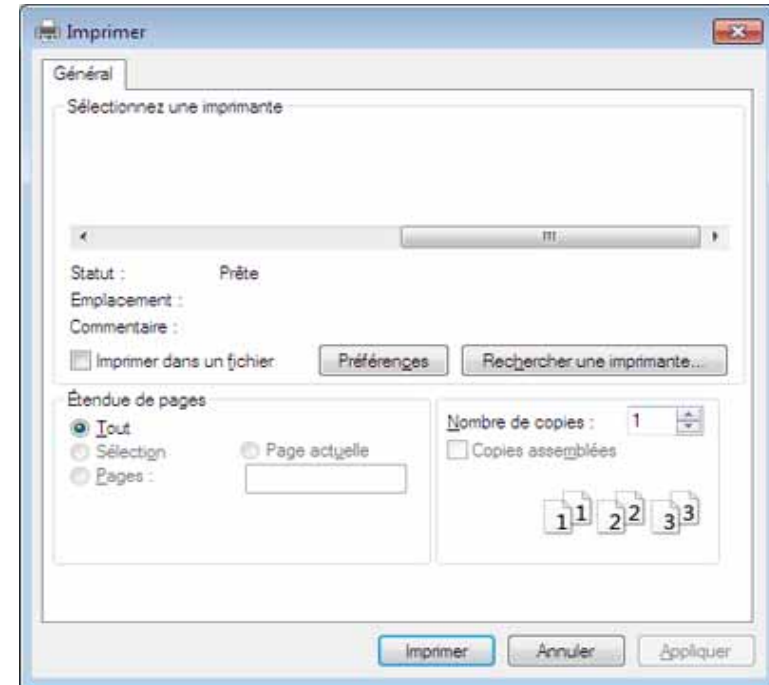 Imprimer
Général
Sélectionnez une imprimante
Statut : Prête
Emplacement :
Commentaire :
Imprimer dans un fichier Préférences Rechercher une imprimante...
Étendue de pages
Tout
Sélection Page actuelle
Pages :
Nombre de copies : 1
Copies assemblées
1 1 2 2 3 3
Imprimer Annuler Appliquer